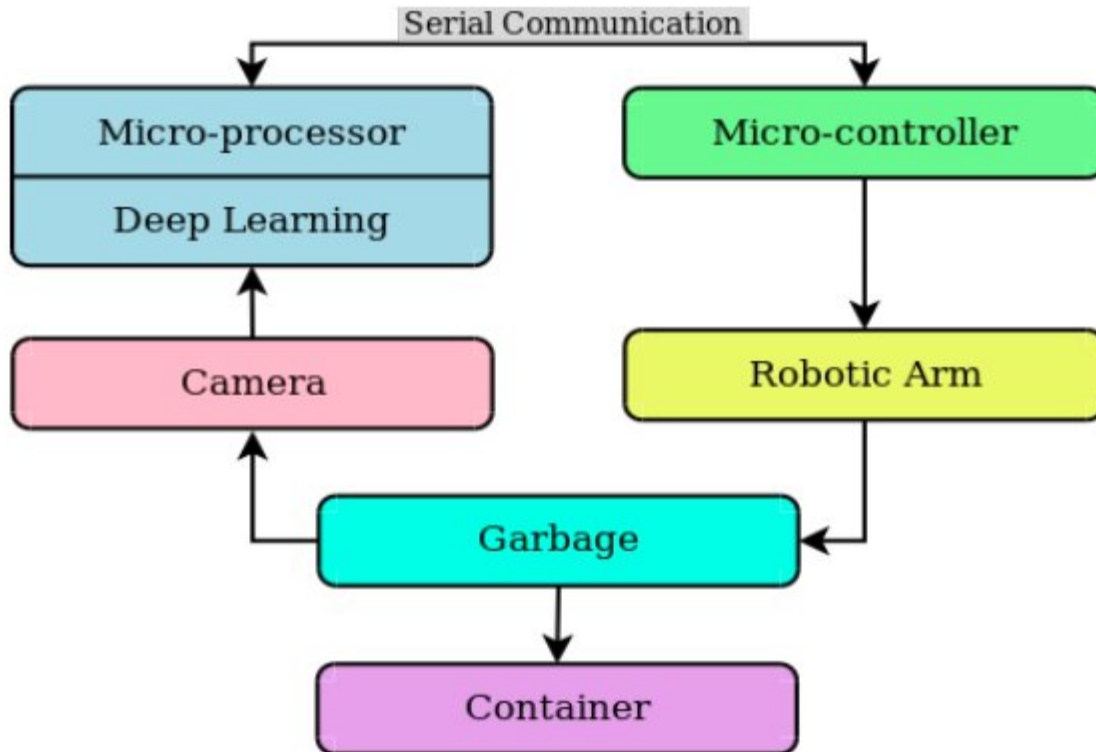 Serial Communication
Micro-processor
Micro-controller
Deep Learning
Camera
Robotic Arm
Garbage
Container